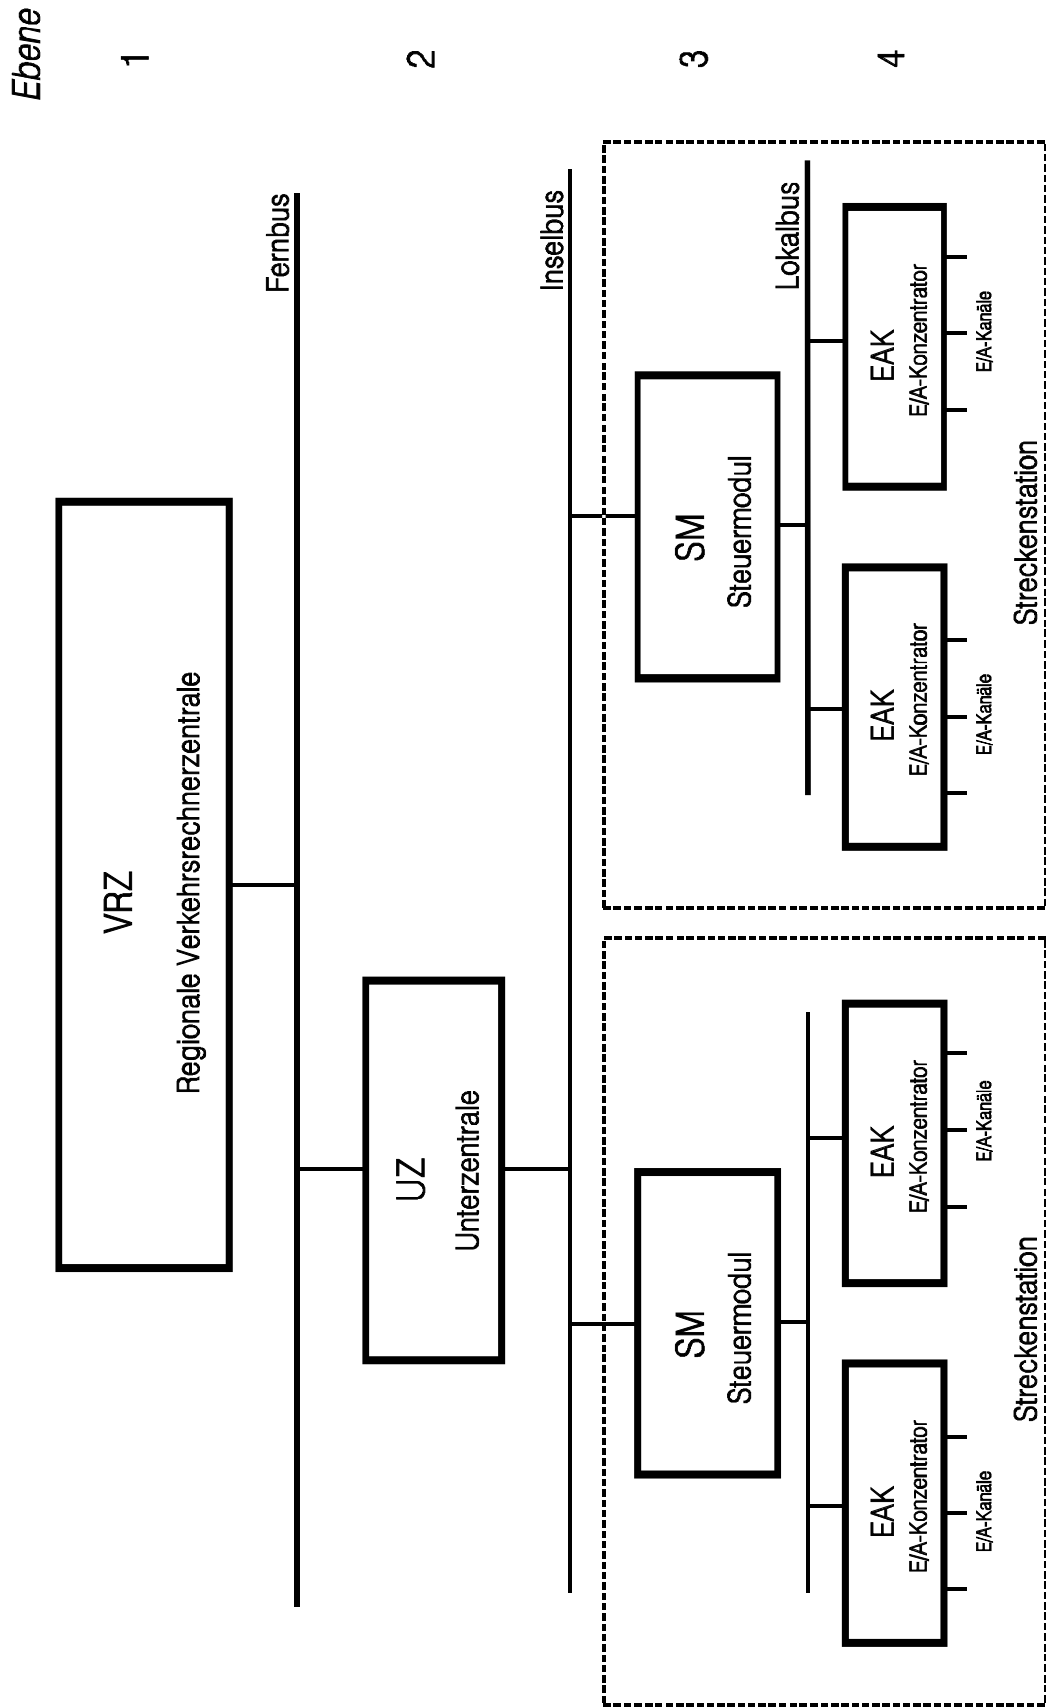 Ebene
VRZ
Regionale Verkehrsrechnerzentrale
1
Fernbus
UZ
Unterzentrale
2
Inselbus
SM
Steuermodul
SM
Steuermodul
3
Lokalbus
EAK
E/A-Konzentrator
E/A-Kanäle
EAK
E/A-Konzentrator
E/A-Kanäle
EAK
E/A-Konzentrator
E/A-Kanäle
EAK
E/A-Konzentrator
E/A-Kanäle
4
Streckenstation
Streckenstation